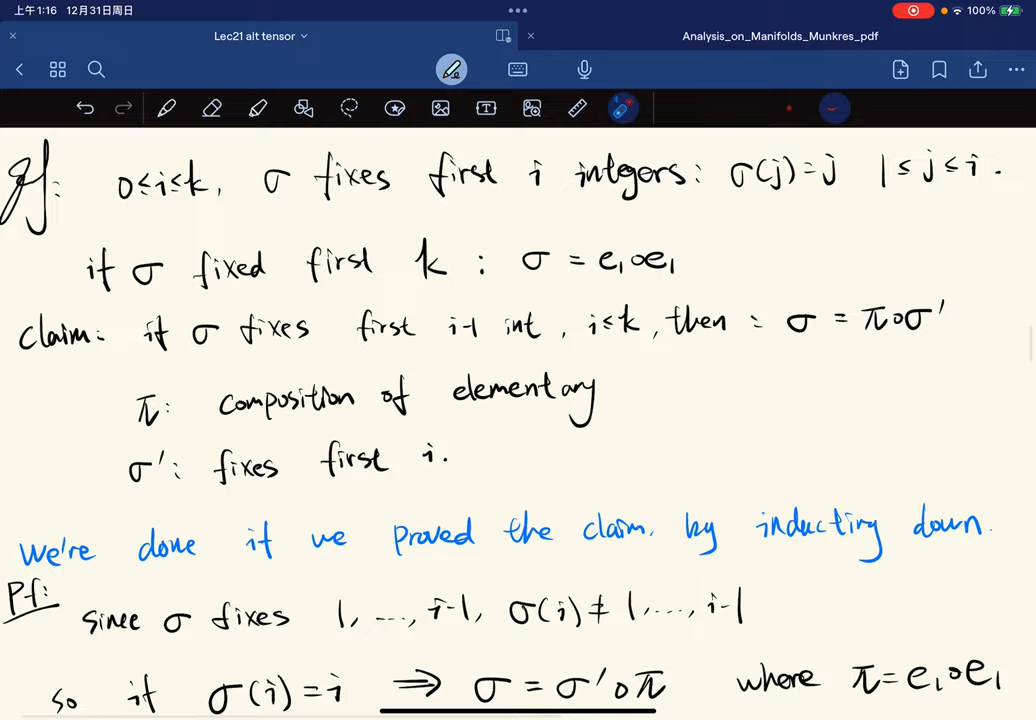 上午1:16 12月31日周日
100%
Lec21 alt tensor
Analysis_on_Manifolds_Munkres_pdf
Pf: 0≤i≤k, σ fixes first i integers: σ(j)=j 1≤j≤i.
if σ fixed first k : σ = e₁∘e₁
claim: if σ fixes first i-1 int, i≤k, then : σ = π∘σ'
π: composition of elementary
σ': fixes first i.
We're done if we proved the claim. by inducting down.
Pf:
since σ fixes 1, ..., i-1, σ(i) ≠ 1, ..., i-1
so if σ(i)=i ⟹ σ = σ'∘π where π=e₁∘e₁